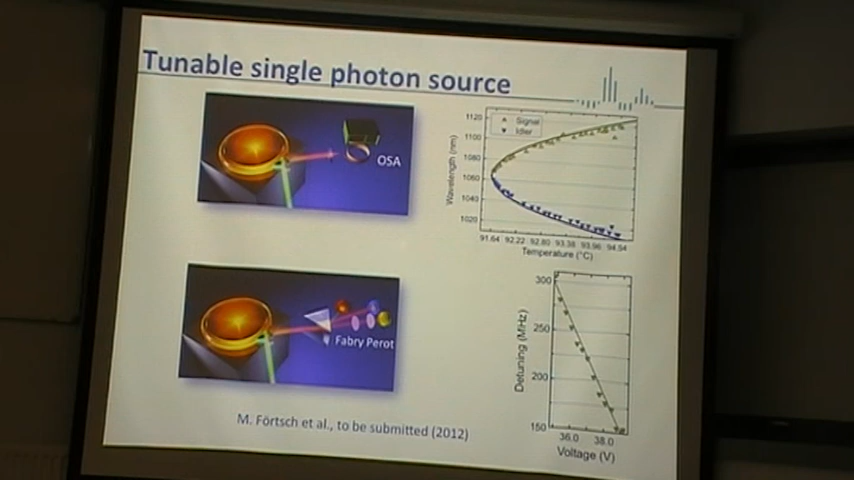 Tunable single photon source
OSA
Signal
Idler
Wavelength (nm)
1120
1100
1080
1060
1040
1020
91.64 92.22 92.80 93.38 93.96 94.54
Temperature (°C)
Fabry Perot
Detuning (MHz)
300
250
200
150
36.0 38.0
Voltage (V)
M. Förtsch et al., to be submitted (2012)